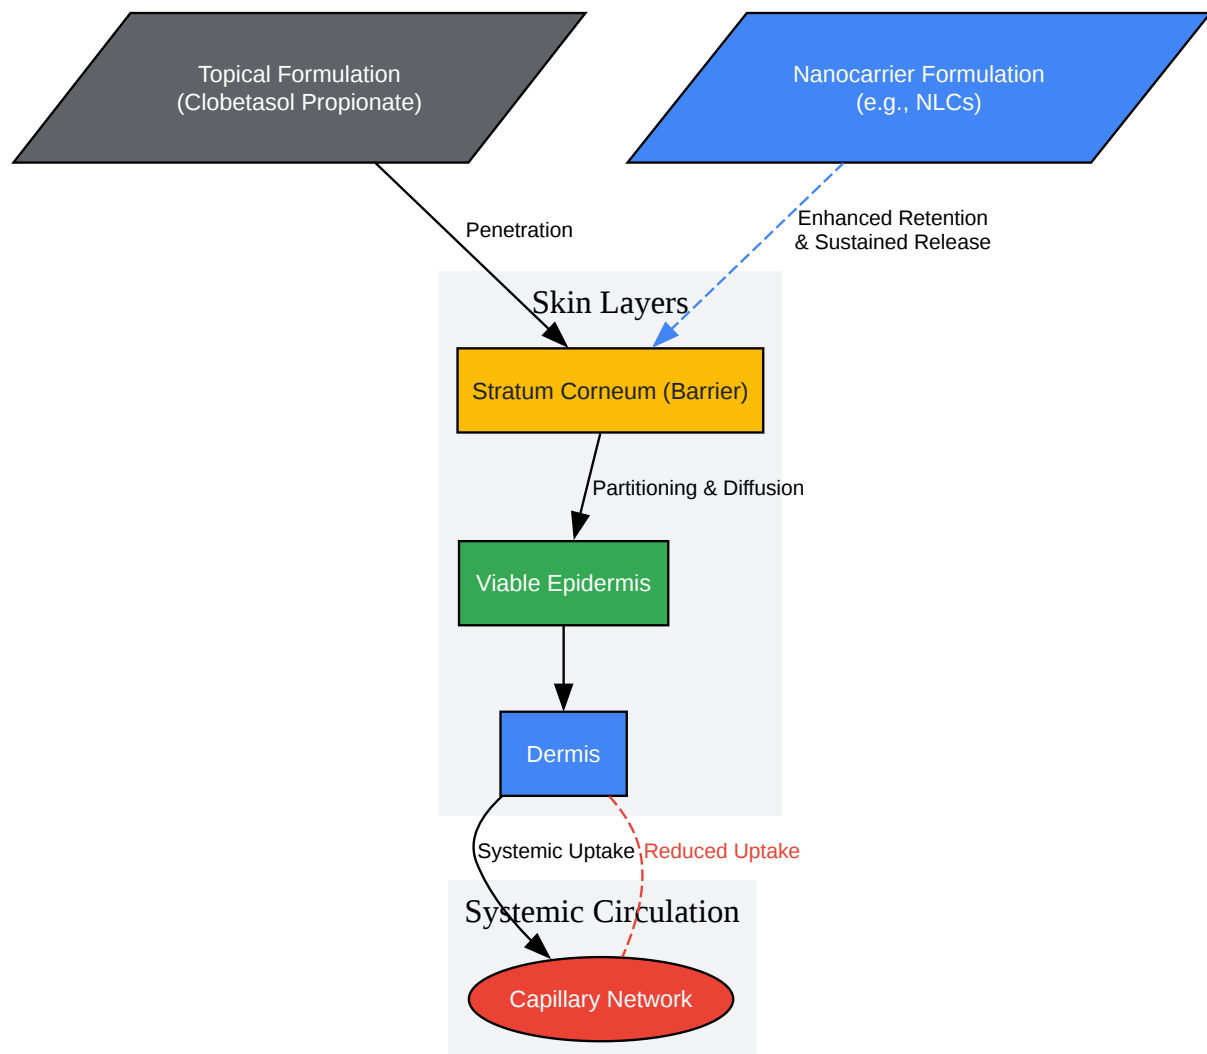 Topical Formulation
(Clobetasol Propionate)
Nanocarrier Formulation
(e.g., NLCs)
Penetration
Enhanced Retention
& Sustained Release
Skin Layers
Stratum Corneum (Barrier)
Partitioning & Diffusion
Viable Epidermis
Dermis
Systemic Uptake
Reduced Uptake
Systemic Circulation
Capillary Network